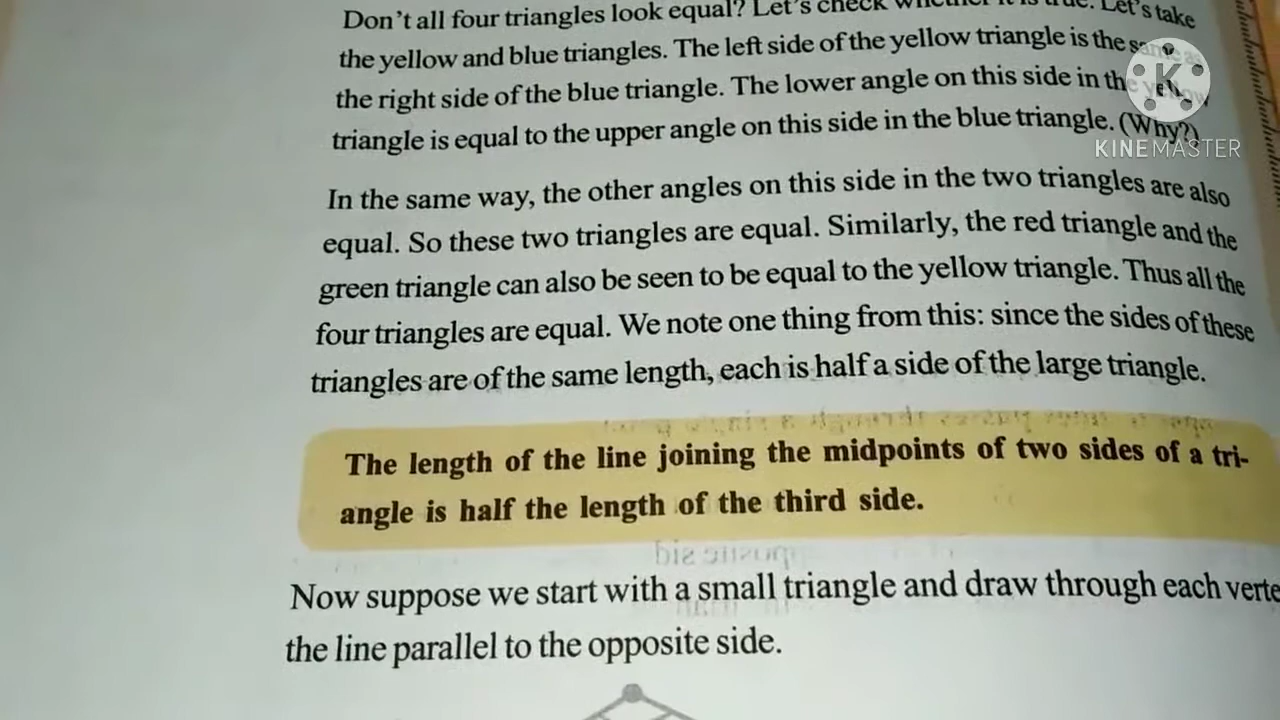 Don't all four triangles look equal? Let's check whether it is true. Let's take
the yellow and blue triangles. The left side of the yellow triangle is the same as
the right side of the blue triangle. The lower angle on this side in the yellow
triangle is equal to the upper angle on this side in the blue triangle. (Why?)
KINEMASTER
In the same way, the other angles on this side in the two triangles are also
equal. So these two triangles are equal. Similarly, the red triangle and the
green triangle can also be seen to be equal to the yellow triangle. Thus all the
four triangles are equal. We note one thing from this: since the sides of these
triangles are of the same length, each is half a side of the large triangle.
The length of the line joining the midpoints of two sides of a tri-
angle is half the length of the third side.
Now suppose we start with a small triangle and draw through each verte
the line parallel to the opposite side.